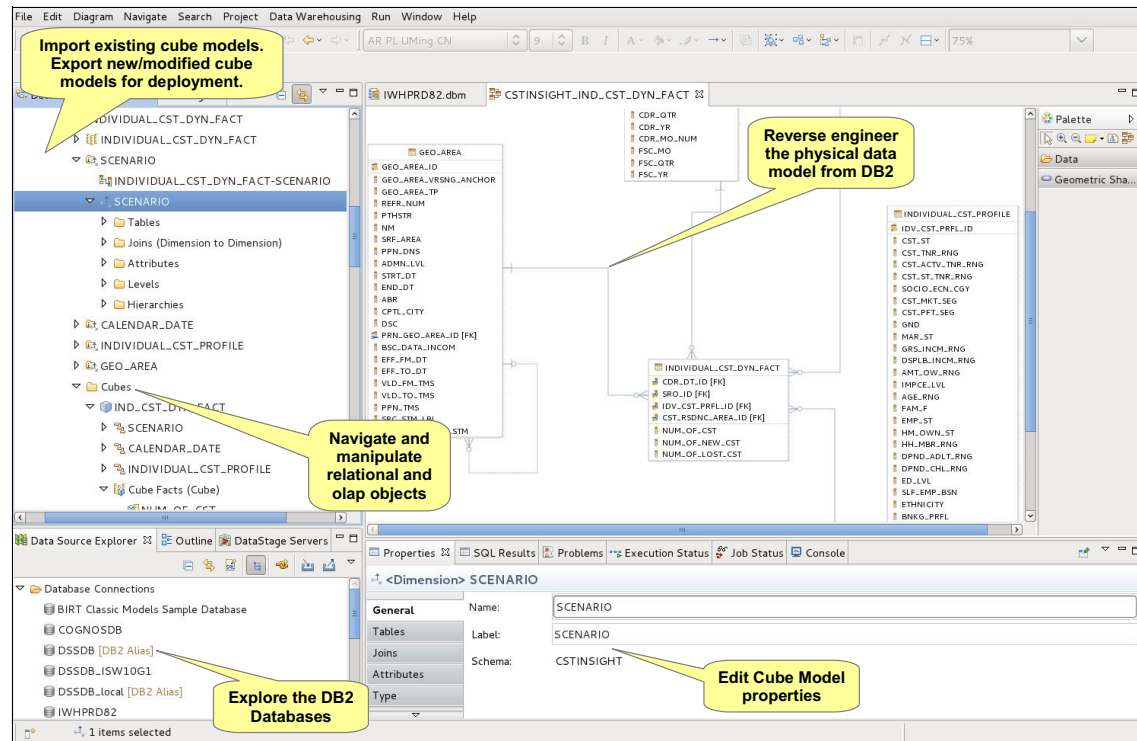 File Edit Diagram Navigate Search Project Data Warehousing Run Window Help
Import existing cube models.
Export new/modified cube
models for deployment.
AR PL UMing CN
9
B I A
75%
INDIVIDUAL_CST_DYN_FACT
INDIVIDUAL_CST_DYN_FACT
SCENARIO
INDIVIDUAL_CST_DYN_FACT-SCENARIO
SCENARIO
Tables
Joins (Dimension to Dimension)
Attributes
Levels
Hierarchies
CALENDAR_DATE
INDIVIDUAL_CST_PROFILE
GEO_AREA
Cubes
IND_CST_DYN_FACT
SCENARIO
CALENDAR_DATE
INDIVIDUAL_CST_PROFILE
Cube Facts (Cube)
NUM_OF_CST
Navigate and
manipulate
relational and
olap objects
IWHPRD82.dbm
CSTINSIGHT_IND_CST_DYN_FACT
GEO_AREA
GEO_AREA_ID
GEO_AREA_VRSNG_ANCHOR
GEO_AREA_TP
REFR_NUM
PTHSTR
NM
SRF_AREA
PPN_DNS
ADMN_LVL
STRT_DT
END_DT
ABR
CPTL_CITY
DSC
PRN_GEO_AREA_ID [FK]
BSC_DATA_INCOM
EFF_FM_DT
EFF_TO_DT
VLD_FM_TMS
VLD_TO_TMS
PPN_TMS
SRC_STM_LBL
STM
CDR_QTR
CDR_YR
CDR_MO_NUM
FSC_MO
FSC_QTR
FSC_YR
Reverse engineer
the physical data
model from DB2
INDIVIDUAL_CST_DYN_FACT
CDR_DT_ID [FK]
SRO_ID [FK]
IDV_CST_PRFL_ID [FK]
CST_RSDNC_AREA_ID [FK]
NUM_OF_CST
NUM_OF_NEW_CST
NUM_OF_LOST_CST
INDIVIDUAL_CST_PROFILE
IDV_CST_PRFL_ID
CST_ST
CST_TNR_RNG
CST_ACTV_TNR_RNG
CST_ST_TNR_RNG
SOCIO_ECN_CGY
CST_MKT_SEG
CST_PFT_SEG
GND
MAR_ST
GRS_INCM_RNG
DSPLB_INCM_RNG
AMT_OW_RNG
IMPCE_LVL
AGE_RNG
FAM_F
EMP_ST
HM_OWN_ST
HH_MBR_RNG
DPND_ADLT_RNG
DPND_CHL_RNG
ED_LVL
SLF_EMP_BSN
ETHNICITY
BNKG_PRFL
Palette
Data
Geometric Sha...
Data Source Explorer Outline DataStage Servers
Database Connections
BIRT Classic Models Sample Database
COGNOSDB
DSSDB [DB2 Alias]
DSSDB_ISW10G1
DSSDB_local [DB2 Alias]
IWHPRD82
Explore the DB2
Databases
Properties SQL Results Problems Execution Status Job Status Console
<Dimension> SCENARIO
General
Tables
Joins
Attributes
Type
Name: SCENARIO
Label: SCENARIO
Schema: CSTINSIGHT
Edit Cube Model
properties
1 items selected